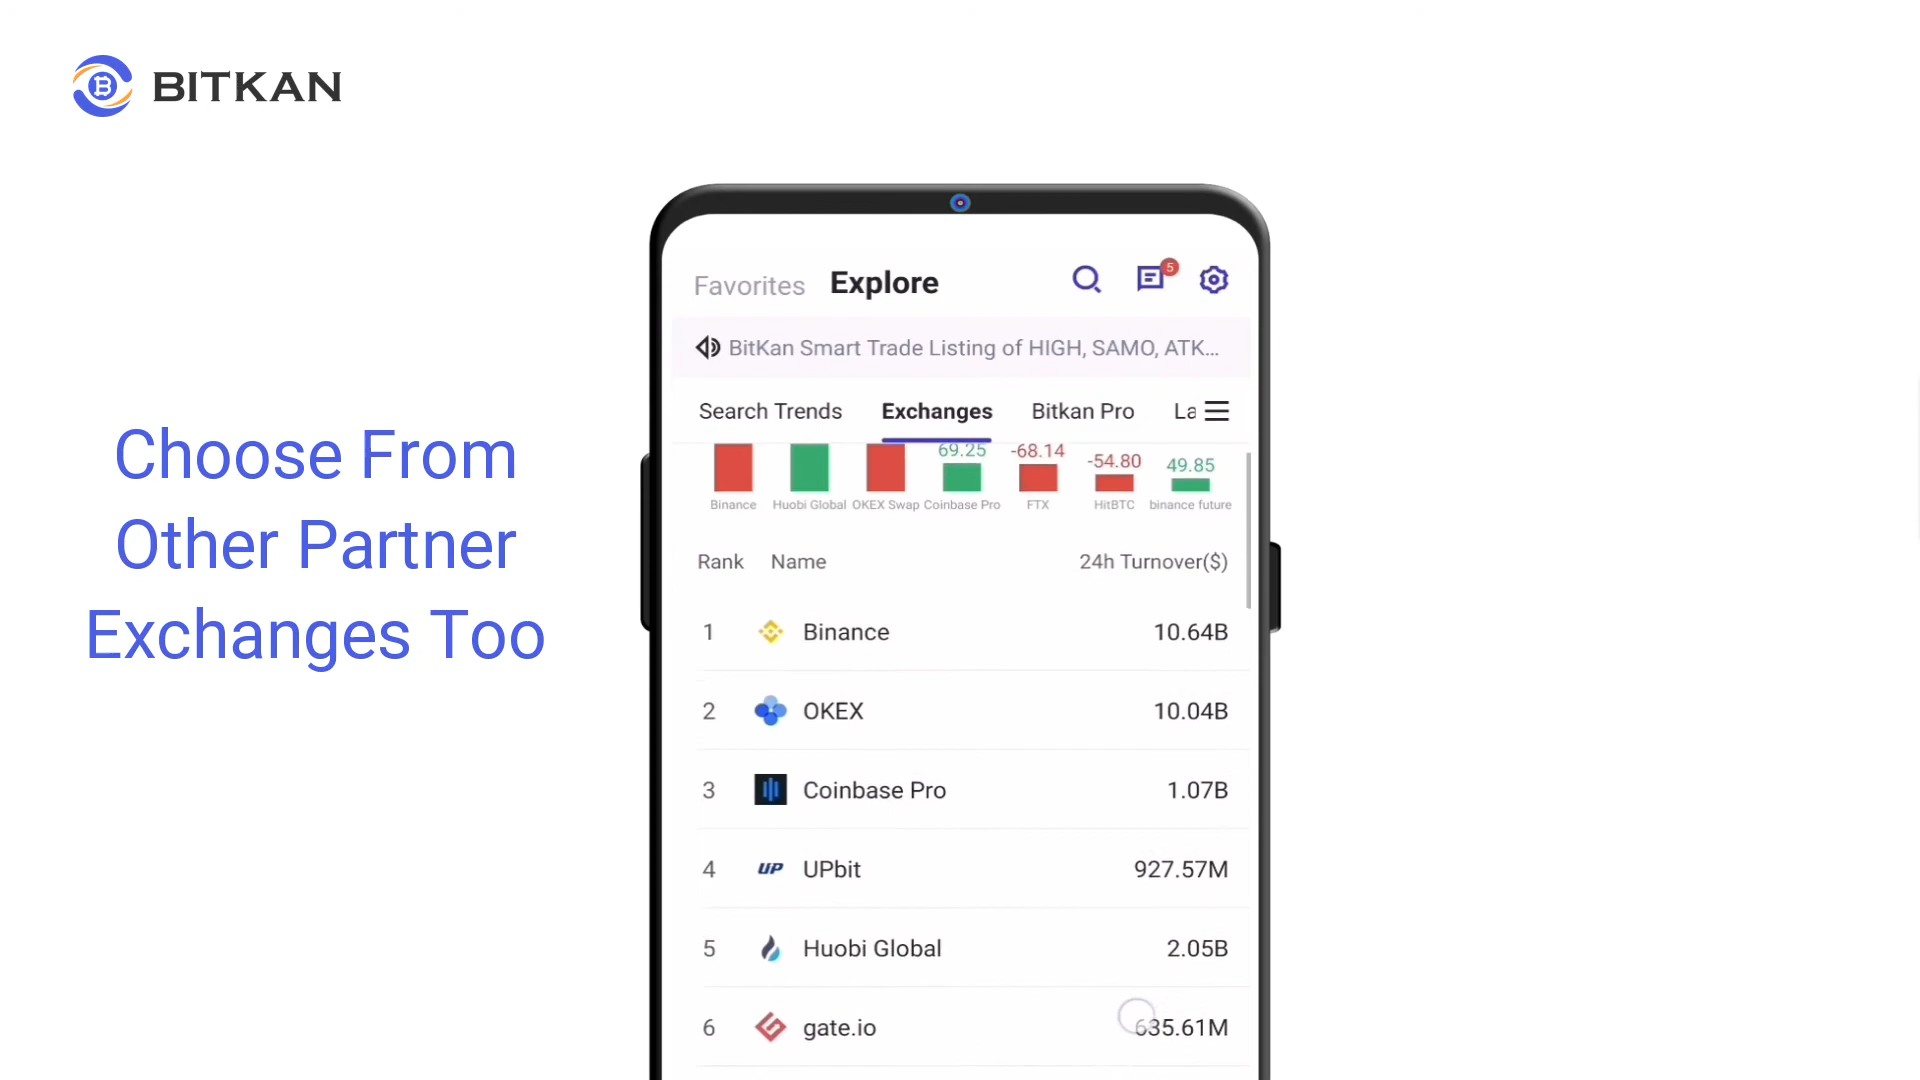 BITKAN
Choose From
Other Partner
Exchanges Too
Favorites Explore 5
BitKan Smart Trade Listing of HIGH, SAMO, ATK...
Search Trends Exchanges Bitkan Pro La
69.25 -68.14 -54.80 49.85
Binance Huobi Global OKEX Swap Coinbase Pro FTX HitBTC binance future
Rank Name 24h Turnover($)
1 Binance 10.64B
2 OKEX 10.04B
3 Coinbase Pro 1.07B
4 UP UPbit 927.57M
5 Huobi Global 2.05B
6 gate.io 635.61M